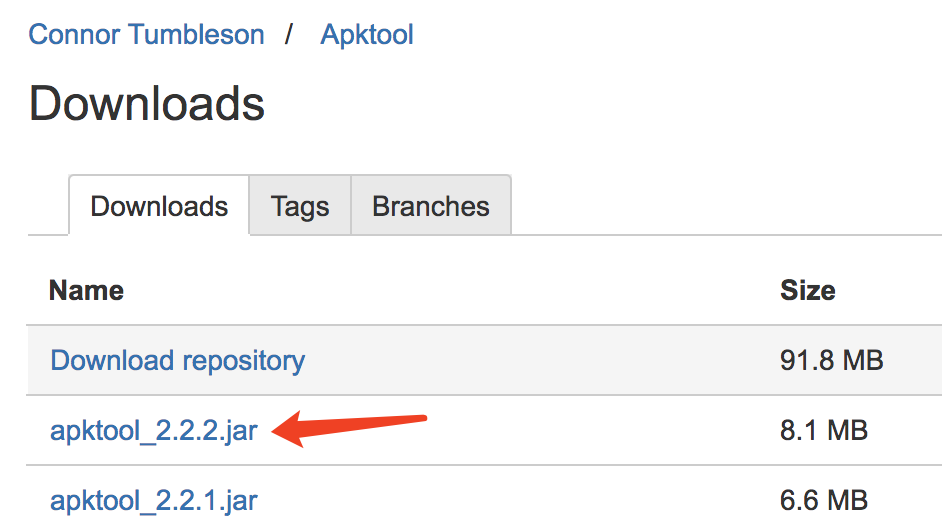 Connor Tumbleson / Apktool
Downloads
Downloads Tags Branches
Name Size
Download repository 91.8 MB
apktool_2.2.2.jar 8.1 MB
apktool_2.2.1.jar 6.6 MB